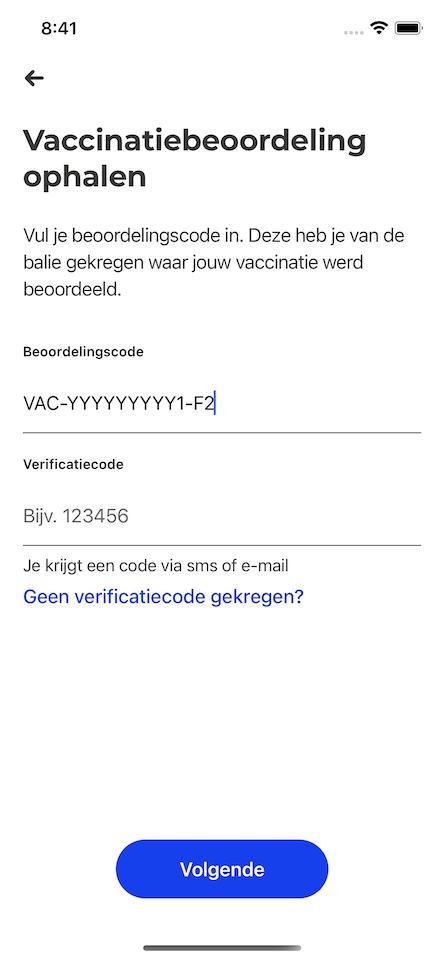 8:41
Vaccinatiebeoordeling
ophalen
Vul je beoordelingscode in. Deze heb je van de
balie gekregen waar jouw vaccinatie werd
beoordeeld.
Beoordelingscode
VAC-YYYYYYYYY1-F2
Verificatiecode
Bijv. 123456
Je krijgt een code via sms of e-mail
Geen verificatiecode gekregen?
Volgende